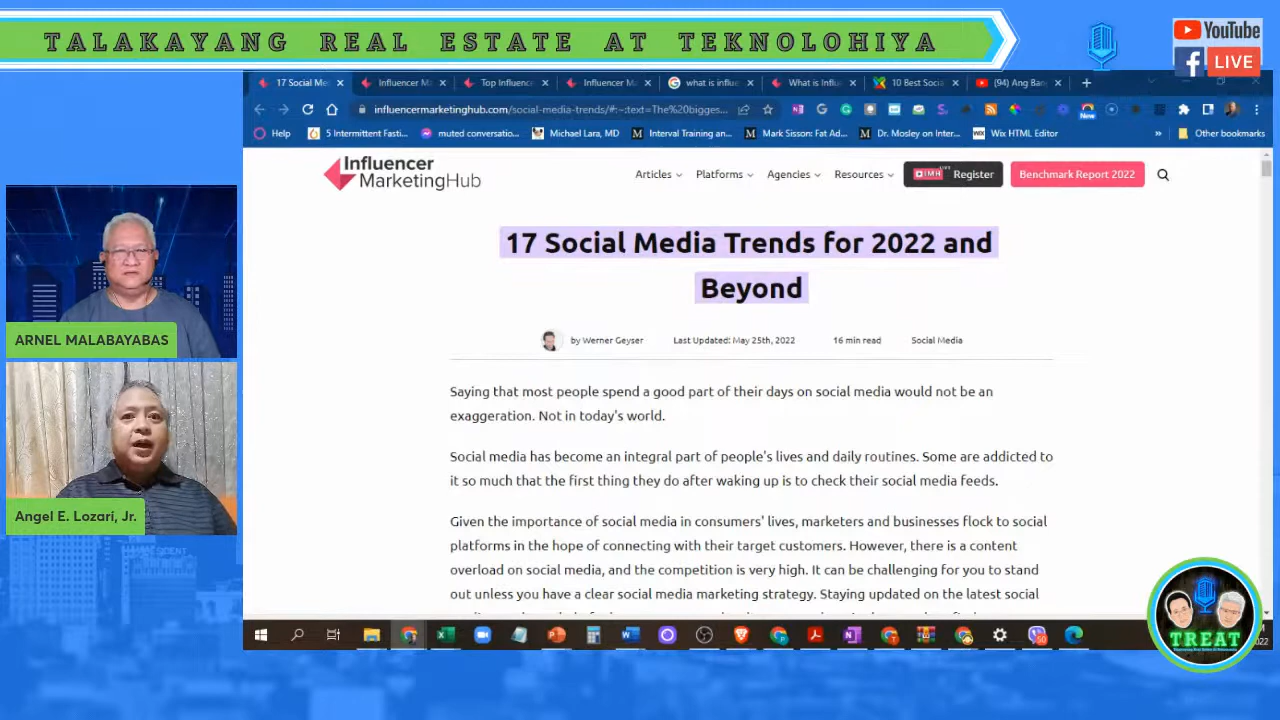 TALAKAYANG REAL ESTATE AT TEKNOLOHIYA
YouTube
f LIVE
17 Social Me
Influencer M
Top Influenc
Influencer Ma
what is influe
What is Influ
10 Best Soci
(94) Ang Ban
influencermarketinghub.com/social-media-trends/#:~:text=The%20bigges...
New
Help
5 Intermittent Fasti...
muted conversatio...
Michael Lara, MD
Interval Training an...
Mark Sisson: Fat Ad...
Dr. Mosley on Inter...
Wix HTML Editor
»
Other bookmarks
Influencer
MarketingHub
Articles
Platforms
Agencies
Resources
IMH
LIVE
Register
Benchmark Report 2022
17 Social Media Trends for 2022 and
Beyond
by Werner Geyser
Last Updated: May 25th, 2022
16 min read
Social Media
Saying that most people spend a good part of their days on social media would not be an
exaggeration. Not in today's world.
Social media has become an integral part of people's lives and daily routines. Some are addicted to
it so much that the first thing they do after waking up is to check their social media feeds.
Given the importance of social media in consumers' lives, marketers and businesses flock to social
platforms in the hope of connecting with their target customers. However, there is a content
overload on social media, and the competition is very high. It can be challenging for you to stand
out unless you have a clear social media marketing strategy. Staying updated on the latest social
ARNEL MALABAYABAS
Angel E. Lozari, Jr.
TREAT